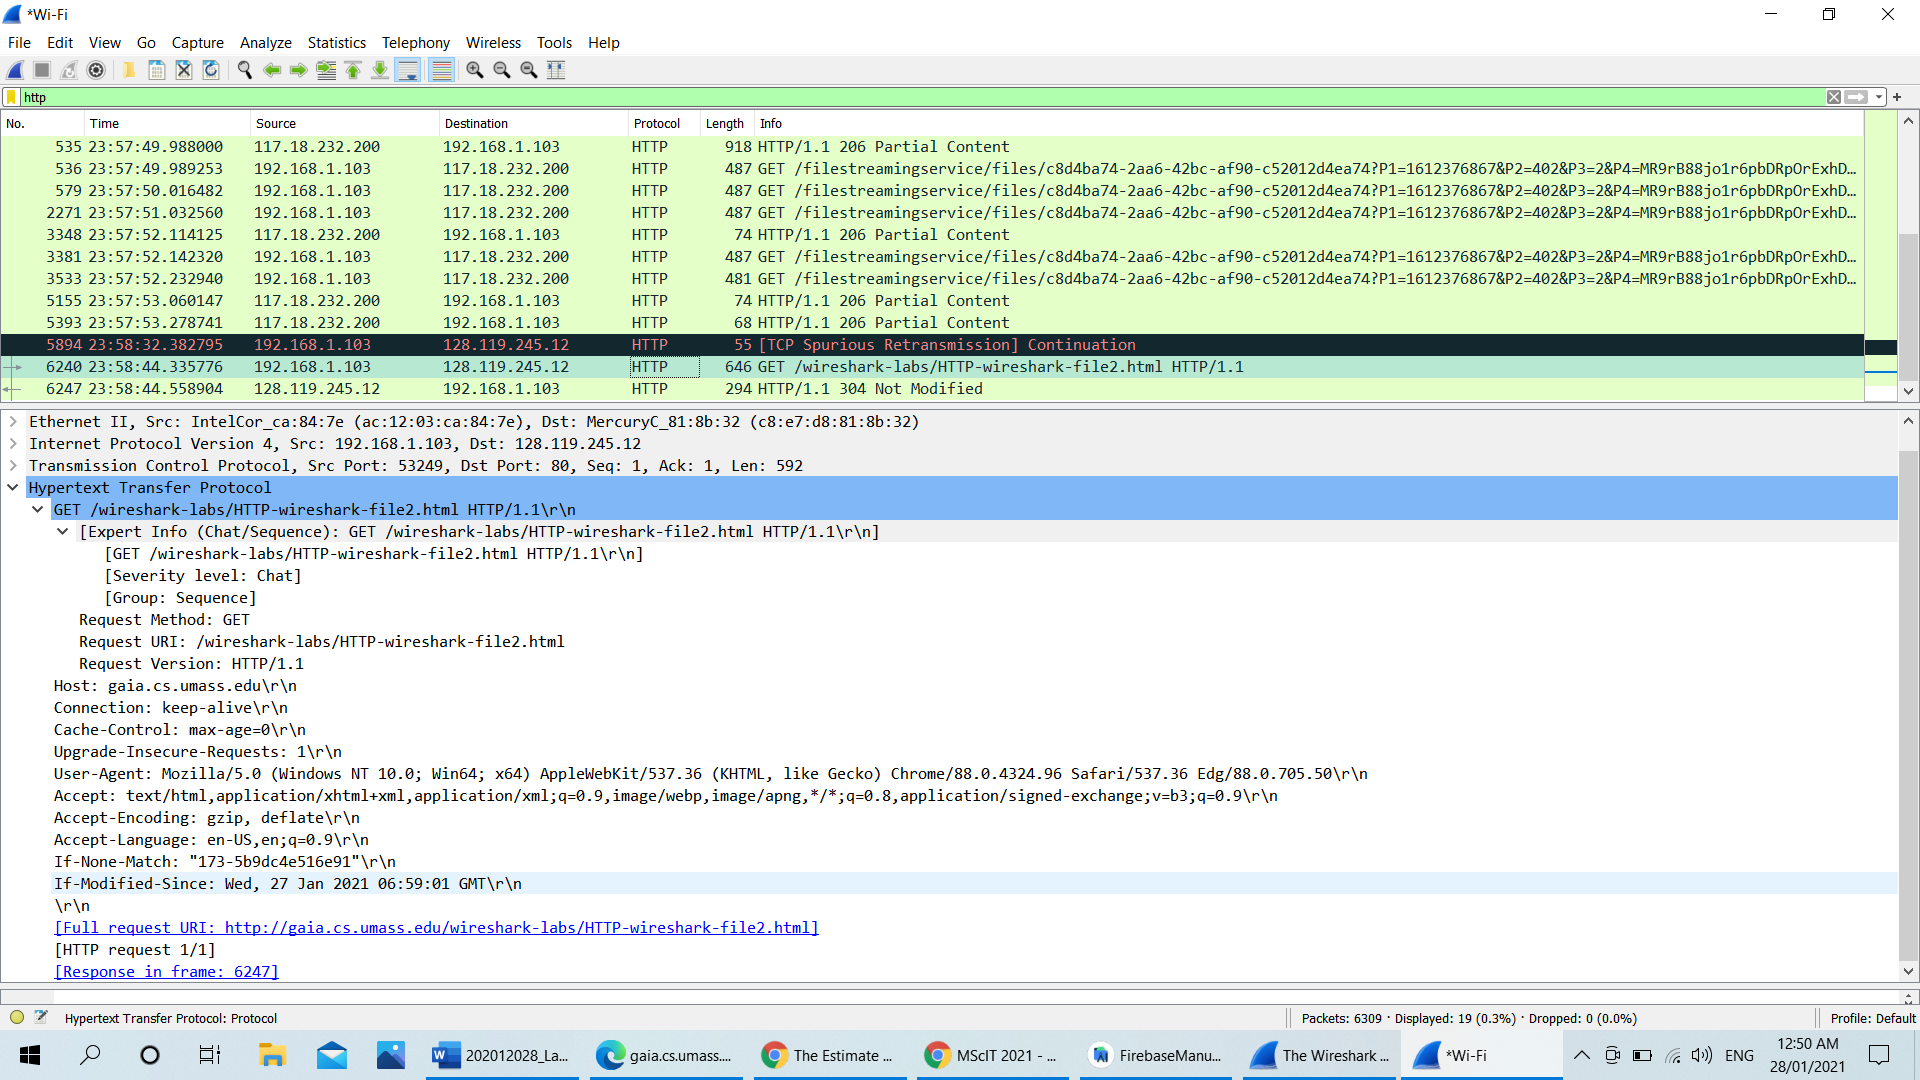 *Wi-Fi
File Edit View Go Capture Analyze Statistics Telephony Wireless Tools Help
http
No. Time Source Destination Protocol Length Info
535 23:57:49.988000 117.18.232.200 192.168.1.103 HTTP 918 HTTP/1.1 206 Partial Content
536 23:57:49.989253 192.168.1.103 117.18.232.200 HTTP 487 GET /filestreamingservice/files/c8d4ba74-2aa6-42bc-af90-c52012d4ea74?P1=1612376867&P2=402&P3=2&P4=MR9rB88jo1r6pbDRpOrExhD…
579 23:57:50.016482 192.168.1.103 117.18.232.200 HTTP 487 GET /filestreamingservice/files/c8d4ba74-2aa6-42bc-af90-c52012d4ea74?P1=1612376867&P2=402&P3=2&P4=MR9rB88jo1r6pbDRpOrExhD…
2271 23:57:51.032560 192.168.1.103 117.18.232.200 HTTP 487 GET /filestreamingservice/files/c8d4ba74-2aa6-42bc-af90-c52012d4ea74?P1=1612376867&P2=402&P3=2&P4=MR9rB88jo1r6pbDRpOrExhD…
3348 23:57:52.114125 117.18.232.200 192.168.1.103 HTTP 74 HTTP/1.1 206 Partial Content
3381 23:57:52.142320 192.168.1.103 117.18.232.200 HTTP 487 GET /filestreamingservice/files/c8d4ba74-2aa6-42bc-af90-c52012d4ea74?P1=1612376867&P2=402&P3=2&P4=MR9rB88jo1r6pbDRpOrExhD…
3533 23:57:52.232940 192.168.1.103 117.18.232.200 HTTP 481 GET /filestreamingservice/files/c8d4ba74-2aa6-42bc-af90-c52012d4ea74?P1=1612376867&P2=402&P3=2&P4=MR9rB88jo1r6pbDRpOrExhD…
5155 23:57:53.060147 117.18.232.200 192.168.1.103 HTTP 74 HTTP/1.1 206 Partial Content
5393 23:57:53.278741 117.18.232.200 192.168.1.103 HTTP 68 HTTP/1.1 206 Partial Content
5894 23:58:32.382795 192.168.1.103 128.119.245.12 HTTP 55 [TCP Spurious Retransmission] Continuation
6240 23:58:44.335776 192.168.1.103 128.119.245.12 HTTP 646 GET /wireshark-labs/HTTP-wireshark-file2.html HTTP/1.1
6247 23:58:44.558904 128.119.245.12 192.168.1.103 HTTP 294 HTTP/1.1 304 Not Modified
Ethernet II, Src: IntelCor_ca:84:7e (ac:12:03:ca:84:7e), Dst: MercuryC_81:8b:32 (c8:e7:d8:81:8b:32)
Internet Protocol Version 4, Src: 192.168.1.103, Dst: 128.119.245.12
Transmission Control Protocol, Src Port: 53249, Dst Port: 80, Seq: 1, Ack: 1, Len: 592
Hypertext Transfer Protocol
GET /wireshark-labs/HTTP-wireshark-file2.html HTTP/1.1\r\n
[Expert Info (Chat/Sequence): GET /wireshark-labs/HTTP-wireshark-file2.html HTTP/1.1\r\n]
[GET /wireshark-labs/HTTP-wireshark-file2.html HTTP/1.1\r\n]
[Severity level: Chat]
[Group: Sequence]
Request Method: GET
Request URI: /wireshark-labs/HTTP-wireshark-file2.html
Request Version: HTTP/1.1
Host: gaia.cs.umass.edu\r\n
Connection: keep-alive\r\n
Cache-Control: max-age=0\r\n
Upgrade-Insecure-Requests: 1\r\n
User-Agent: Mozilla/5.0 (Windows NT 10.0; Win64; x64) AppleWebKit/537.36 (KHTML, like Gecko) Chrome/88.0.4324.96 Safari/537.36 Edg/88.0.705.50\r\n
Accept: text/html,application/xhtml+xml,application/xml;q=0.9,image/webp,image/apng,*/*;q=0.8,application/signed-exchange;v=b3;q=0.9\r\n
Accept-Encoding: gzip, deflate\r\n
Accept-Language: en-US,en;q=0.9\r\n
If-None-Match: "173-5b9dc4e516e91"\r\n
If-Modified-Since: Wed, 27 Jan 2021 06:59:01 GMT\r\n
\r\n
[Full request URI: http://gaia.cs.umass.edu/wireshark-labs/HTTP-wireshark-file2.html]
[HTTP request 1/1]
[Response in frame: 6247]
Hypertext Transfer Protocol: Protocol Packets: 6309 · Displayed: 19 (0.3%) · Dropped: 0 (0.0%) Profile: Default
202012028_La... gaia.cs.umass.... The Estimate ... MScIT 2021 - ... FirebaseManu... The Wireshark ... *Wi-Fi ENG 12:50 AM
28/01/2021